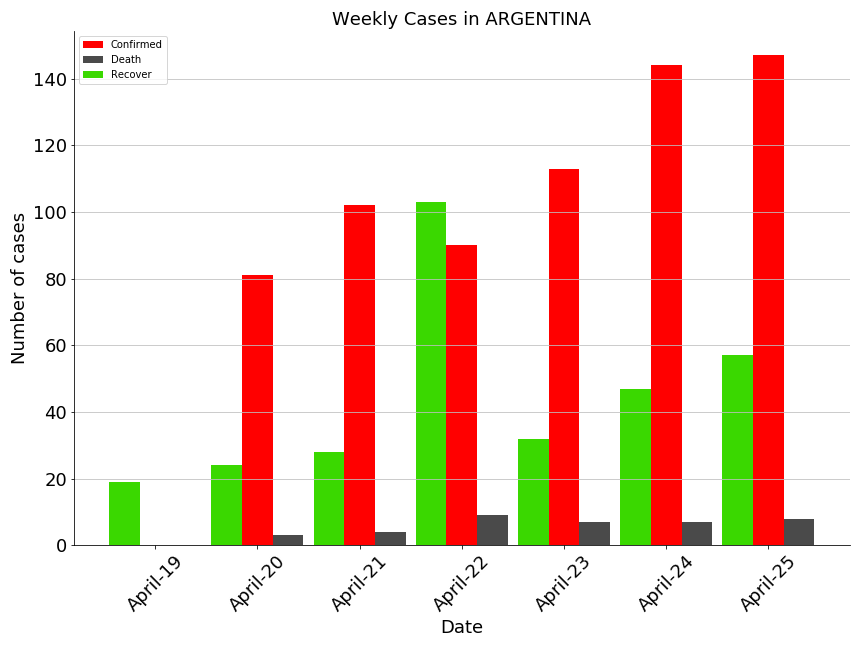 Weekly Cases in ARGENTINA
Confirmed
Death
Recover
Number of cases
140
120
100
80
60
40
20
0
April-19
April-20
April-21
April-22
April-23
April-24
April-25
Date